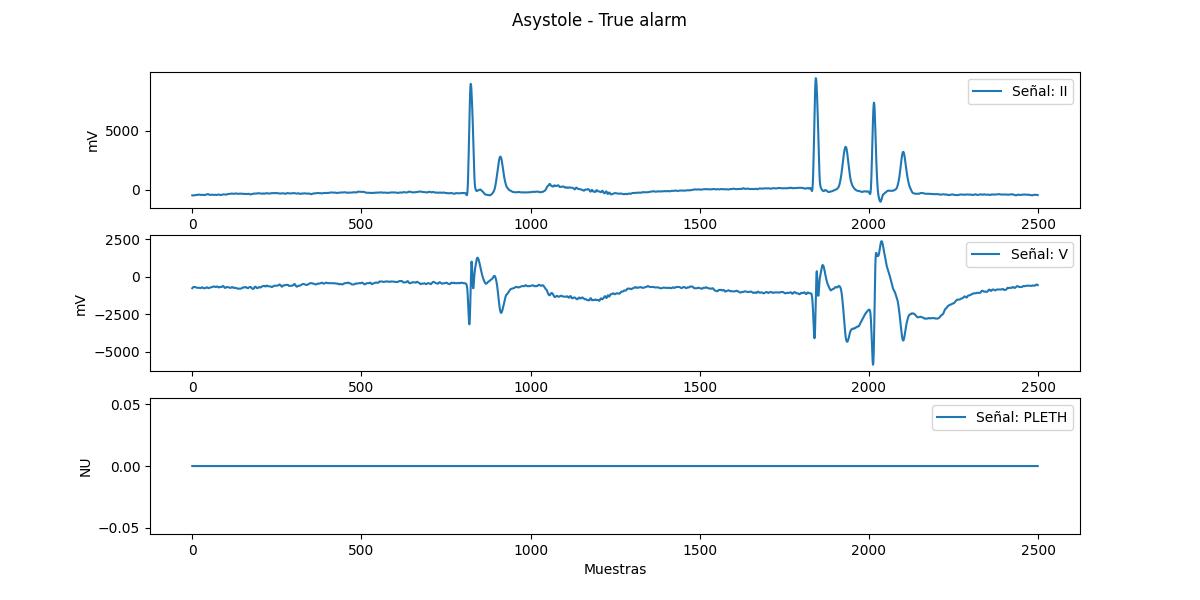 Asystole - True alarm
Señal: II
mV
5000
0
0 500 1000 1500 2000 2500
Señal: V
mV
2500
0
−2500
−5000
0 500 1000 1500 2000 2500
Señal: PLETH
NU
0.05
0.00
−0.05
0 500 1000 1500 2000 2500
Muestras